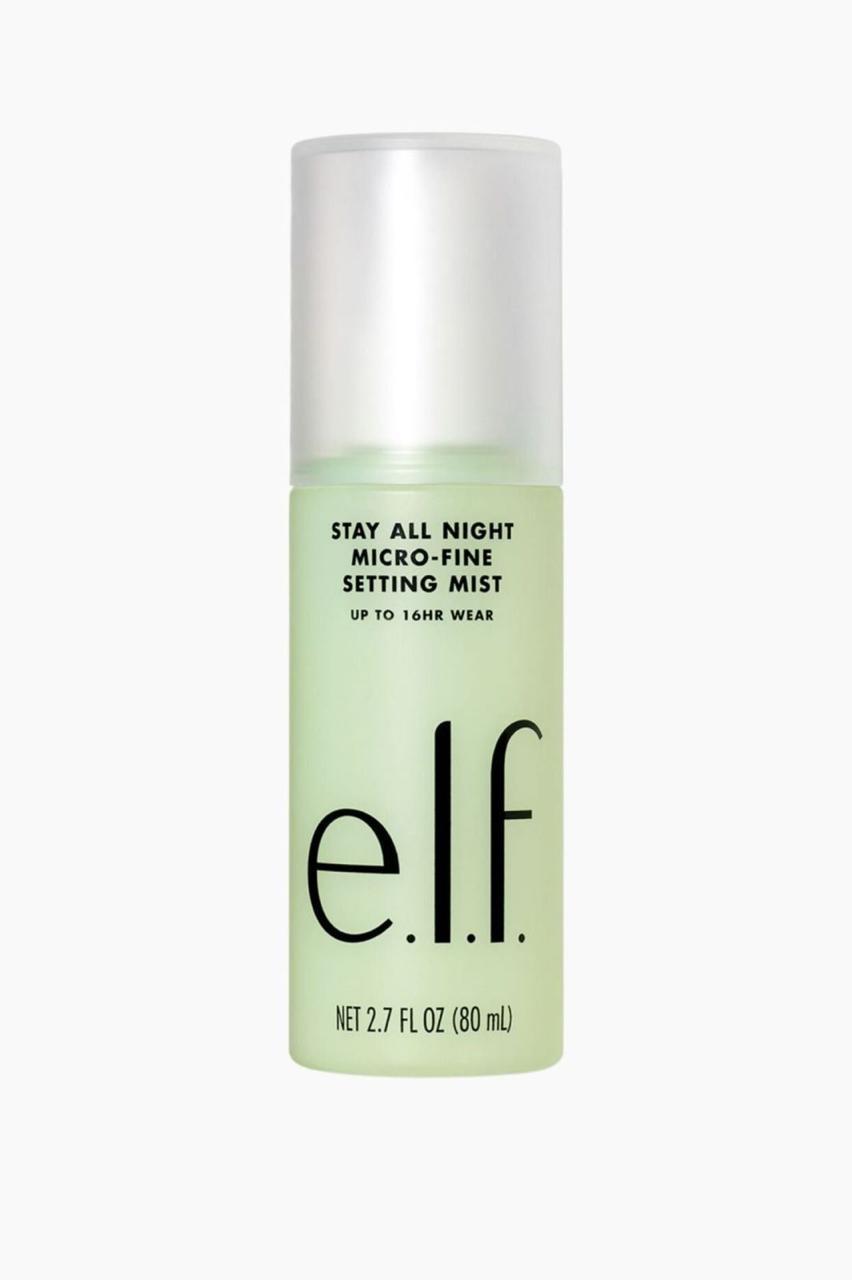 STAY ALL NIGHT
MICRO-FINE
SETTING MIST
UP TO 16HR WEAR
e.l.f.
NET 2.7 FL OZ (80 mL)